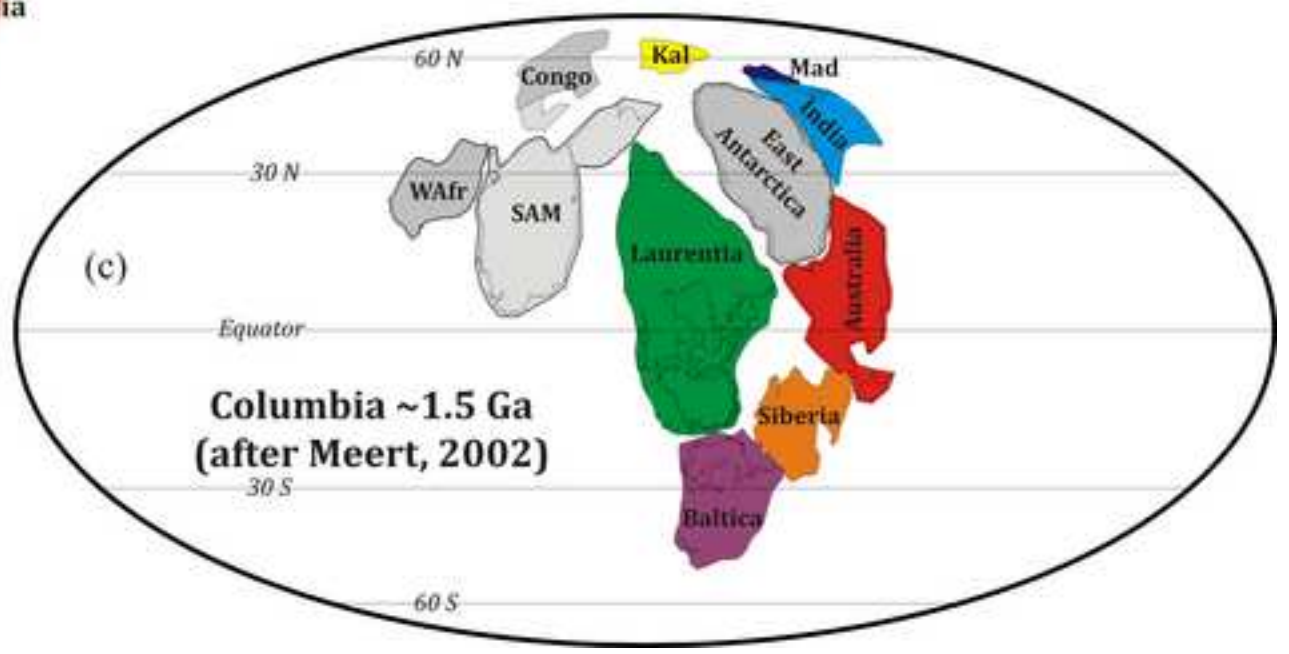 ia
60 N
Kal
Congo
Mad
India
East
Antarctica
30 N
WAfr
SAM
Laurentia
Australia
(c)
Equator
Columbia ~1.5 Ga
(after Meert, 2002)
Siberia
30 S
Baltica
60 S